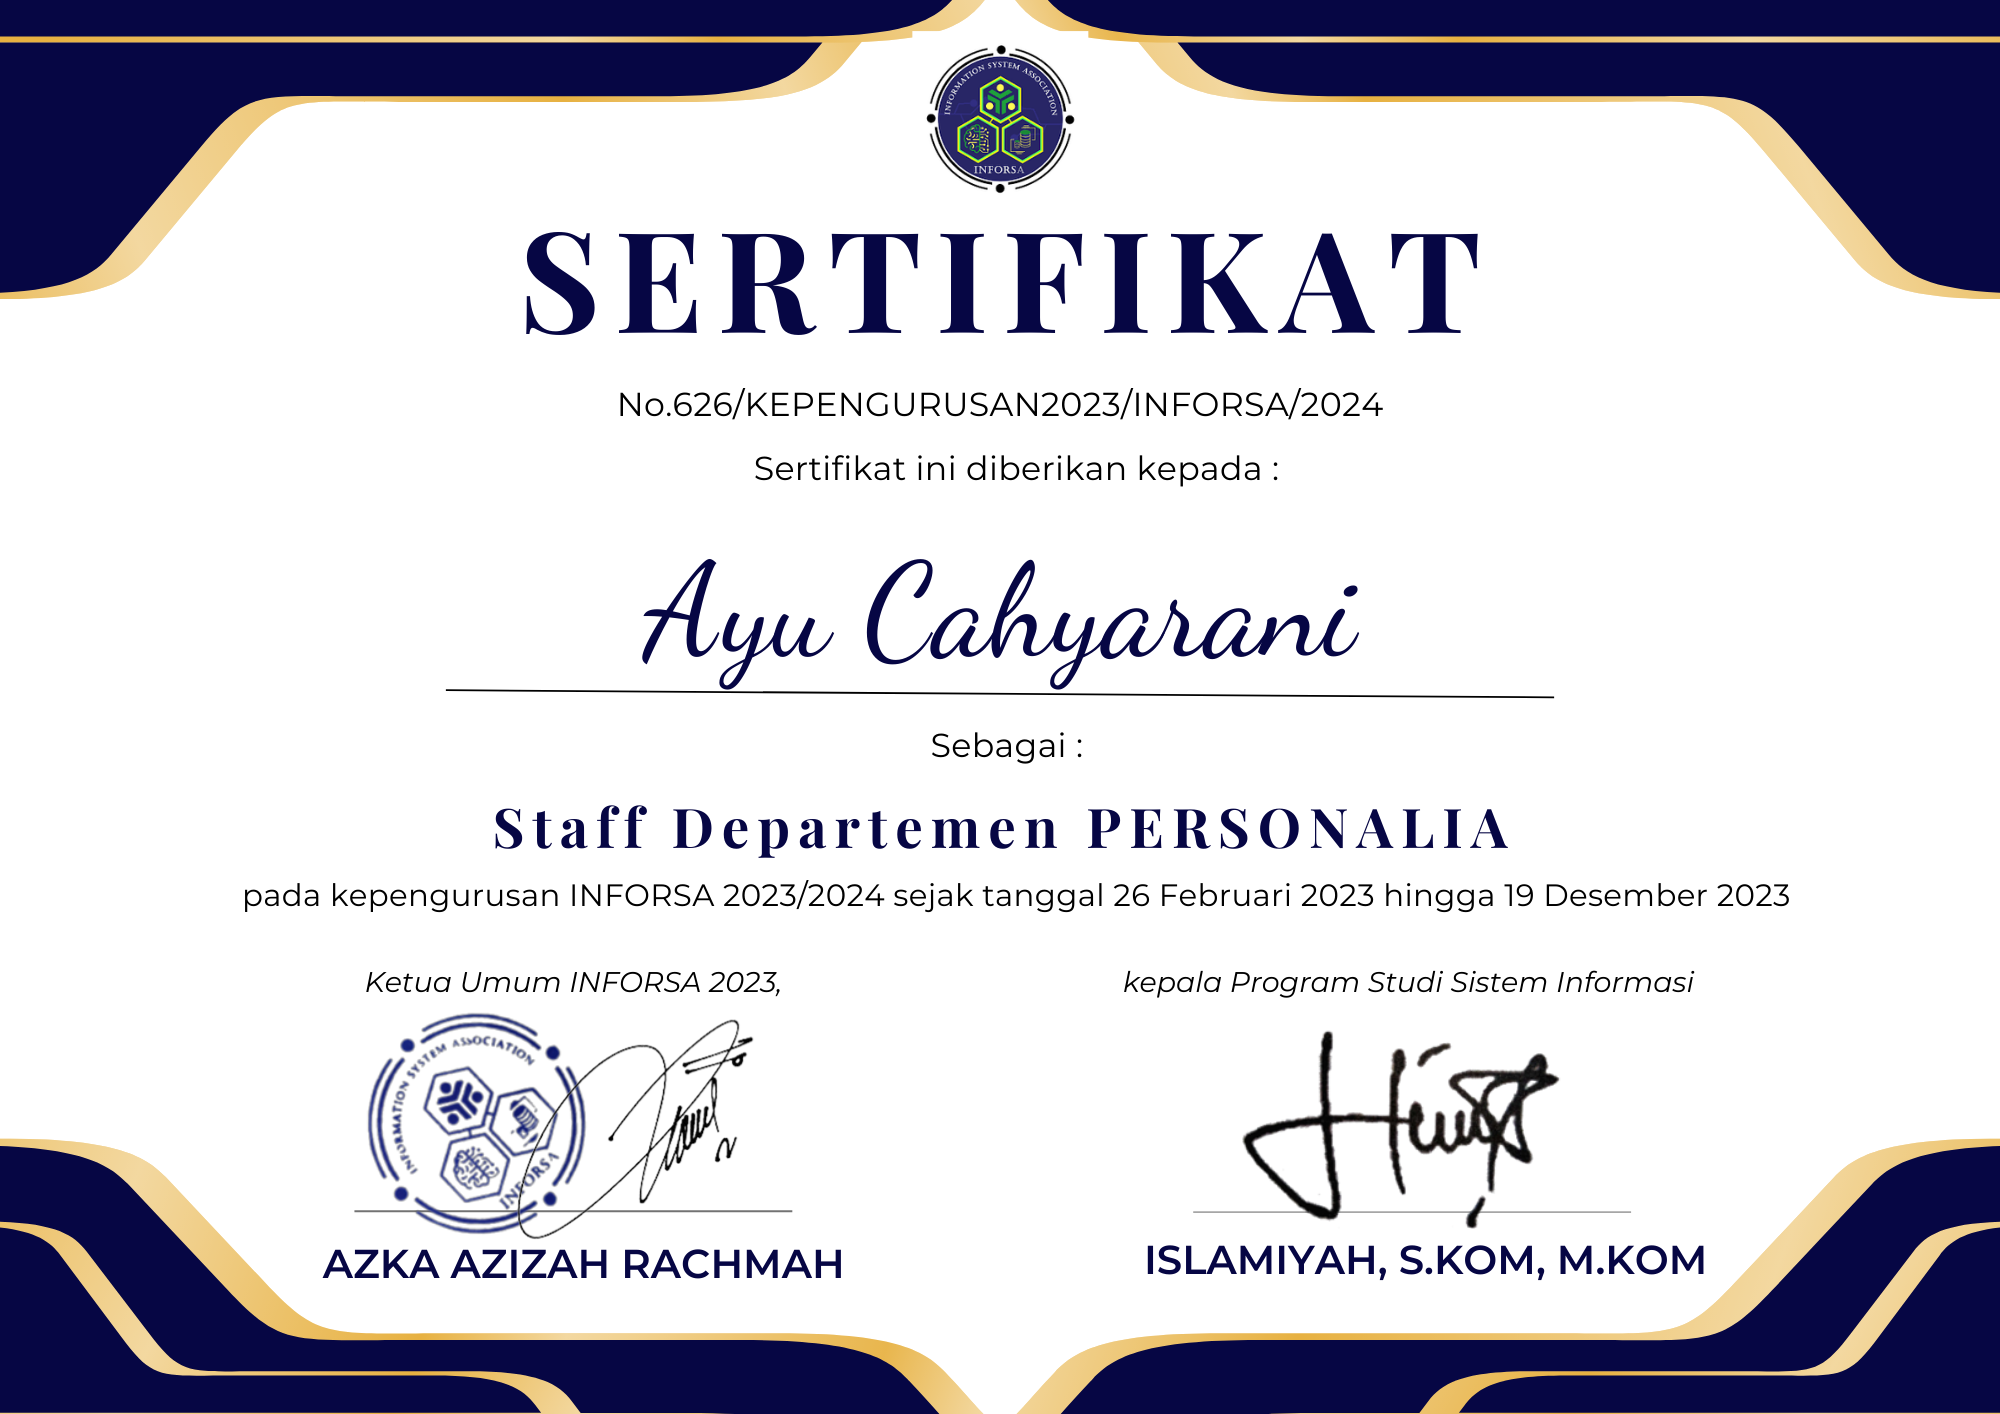 INFORMATION SYSTEM ASSOCIATION
INFORSA
SERTIFIKAT
No.626/KEPENGURUSAN2023/INFORSA/2024
Sertifikat ini diberikan kepada :
Ayu Cahyarani
Sebagai :
Staff Departemen PERSONALIA
pada kepengurusan INFORSA 2023/2024 sejak tanggal 26 Februari 2023 hingga 19 Desember 2023
Ketua Umum INFORSA 2023,
kepala Program Studi Sistem Informasi
INFORMATION SYSTEM ASSOCIATION
INFORSA
AZKA AZIZAH RACHMAH
ISLAMIYAH, S.KOM, M.KOM